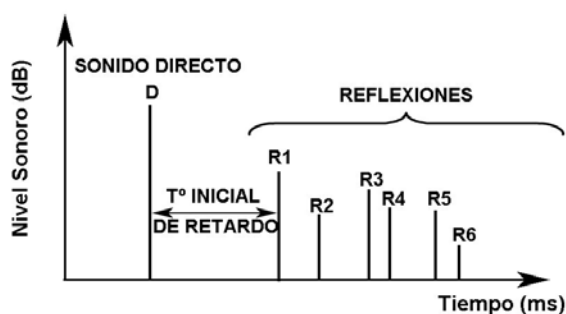 Nivel Sonoro (dB)
SONIDO DIRECTO
D
REFLEXIONES
R1
Tº INICIAL
DE RETARDO
R2
R3
R4
R5
R6
Tiempo (ms)